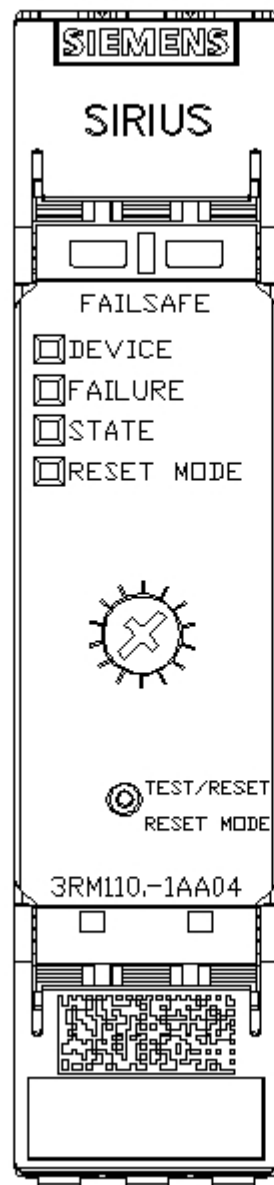 SIEMENS
SIRIUS
FAILSAFE
DEVICE
FAILURE
STATE
RESET MODE
TEST/RESET
RESET MODE
3RM110.-1AA04